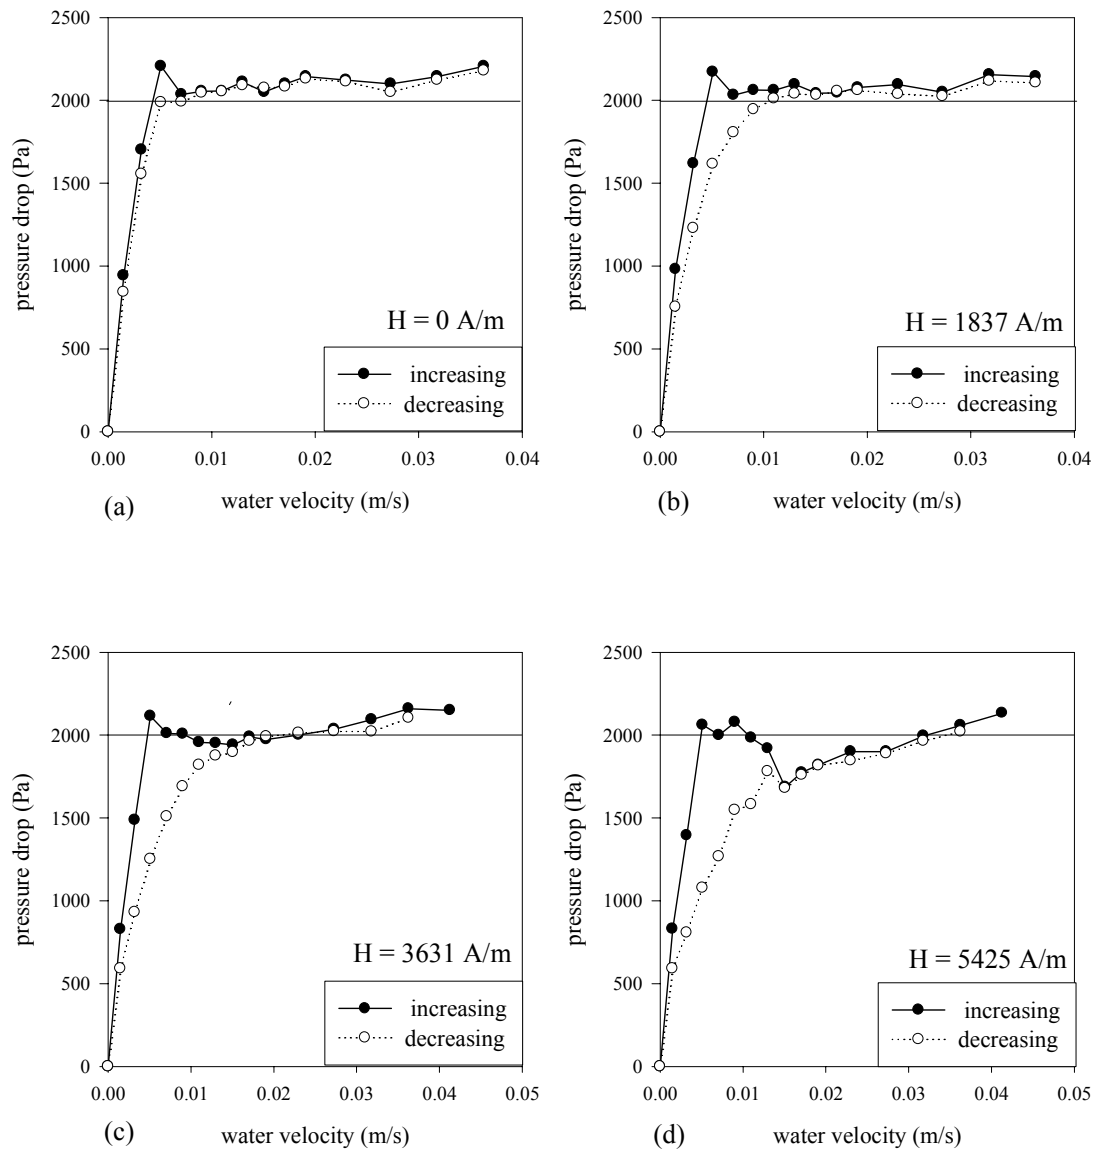 2500
2000
1500
1000
500
0
pressure drop (Pa)
H = 0 A/m
increasing
decreasing
0.00 0.01 0.02 0.03 0.04
water velocity (m/s)
(a)
2500
2000
1500
1000
500
0
pressure drop (Pa)
H = 1837 A/m
increasing
decreasing
0.00 0.01 0.02 0.03 0.04
water velocity (m/s)
(b)
2500
2000
1500
1000
500
0
pressure drop (Pa)
H = 3631 A/m
increasing
decreasing
0.00 0.01 0.02 0.03 0.04 0.05
water velocity (m/s)
(c)
2500
2000
1500
1000
500
0
pressure drop (Pa)
H = 5425 A/m
increasing
decreasing
0.00 0.01 0.02 0.03 0.04 0.05
water velocity (m/s)
(d)